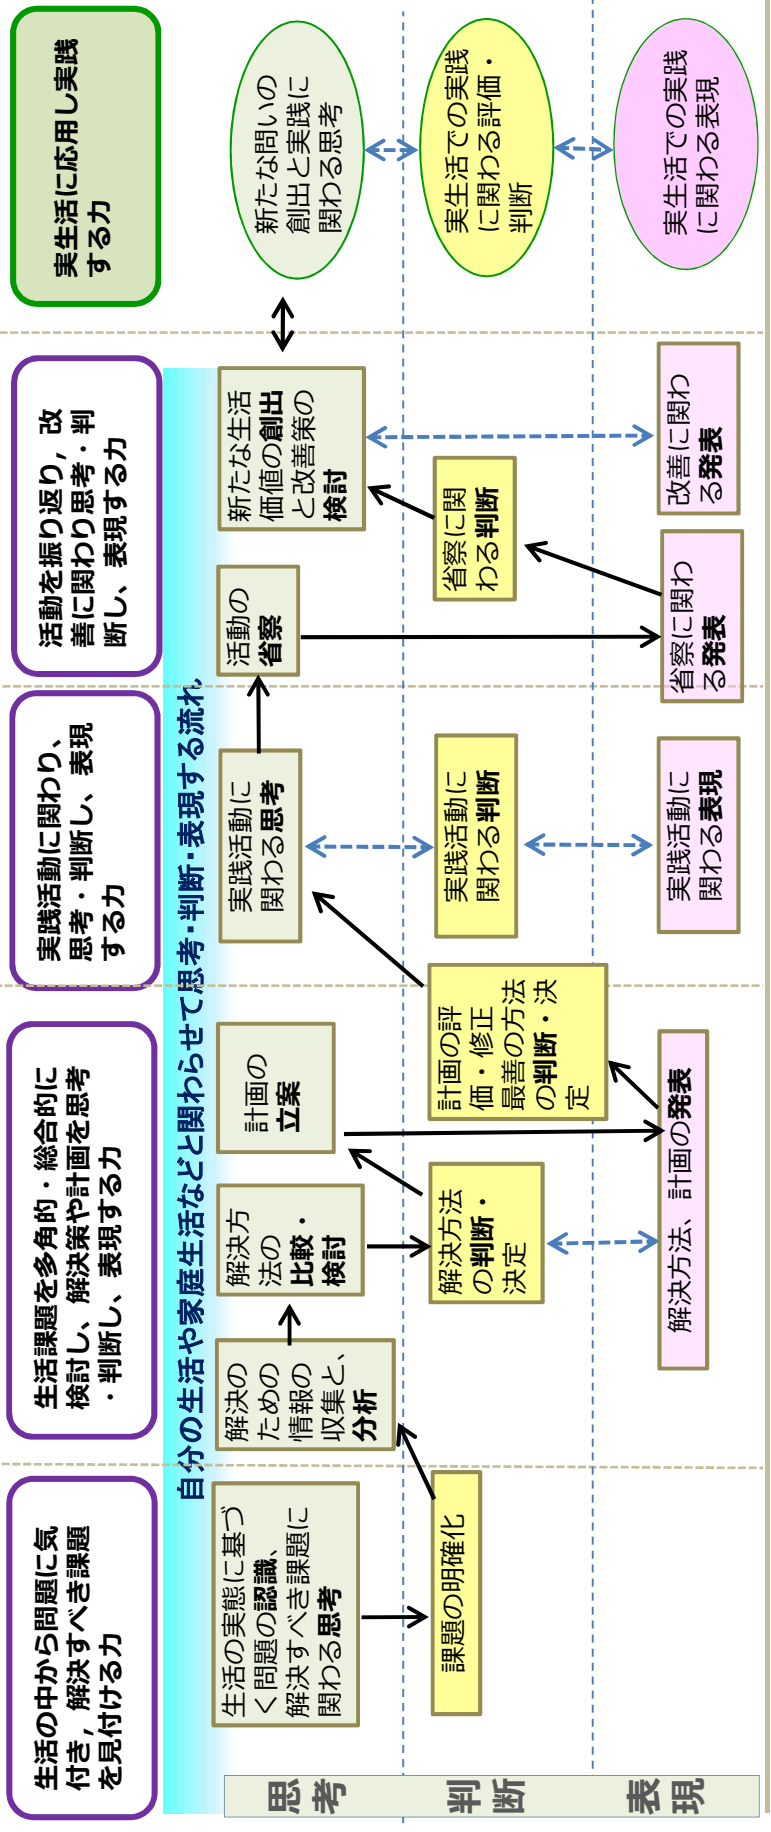 生活の中から問題に気
付き，解決すべき課題
を見付ける力
生活課題を多角的・総合的に
検討し、解決策や計画を思考
・判断し、表現する力
実践活動に関わり、
思考・判断し、表現
する力
活動を振り返り，改
善に関わり思考・判
断し、表現する力
実生活に応用し実践
する力
自分の生活や家庭生活などと関わらせて思考・判断・表現する流れ
思
考
生活の実態に基づ
く問題の認識、
解決すべき課題に
関わる思考
解決の
ための
情報の
収集と、
分析
解決方
法の
比較・
検討
計画の
立案
実践活動に
関わる思考
活動の
省察
新たな生活
価値の創出
と改善策の
検討
新たな問いの
創出と実践に
関わる思考
判
断
課題の明確化
解決方法
の判断・
決定
計画の評
価・修正
最善の方法
の判断・決
定
実践活動に
関わる判断
省察に関
わる判断
実生活での実践
に関わる評価・
判断
表
現
解決方法、計画の発表
実践活動に
関わる表現
省察に関わ
る発表
改善に関わ
る発表
実生活での実践
に関わる表現